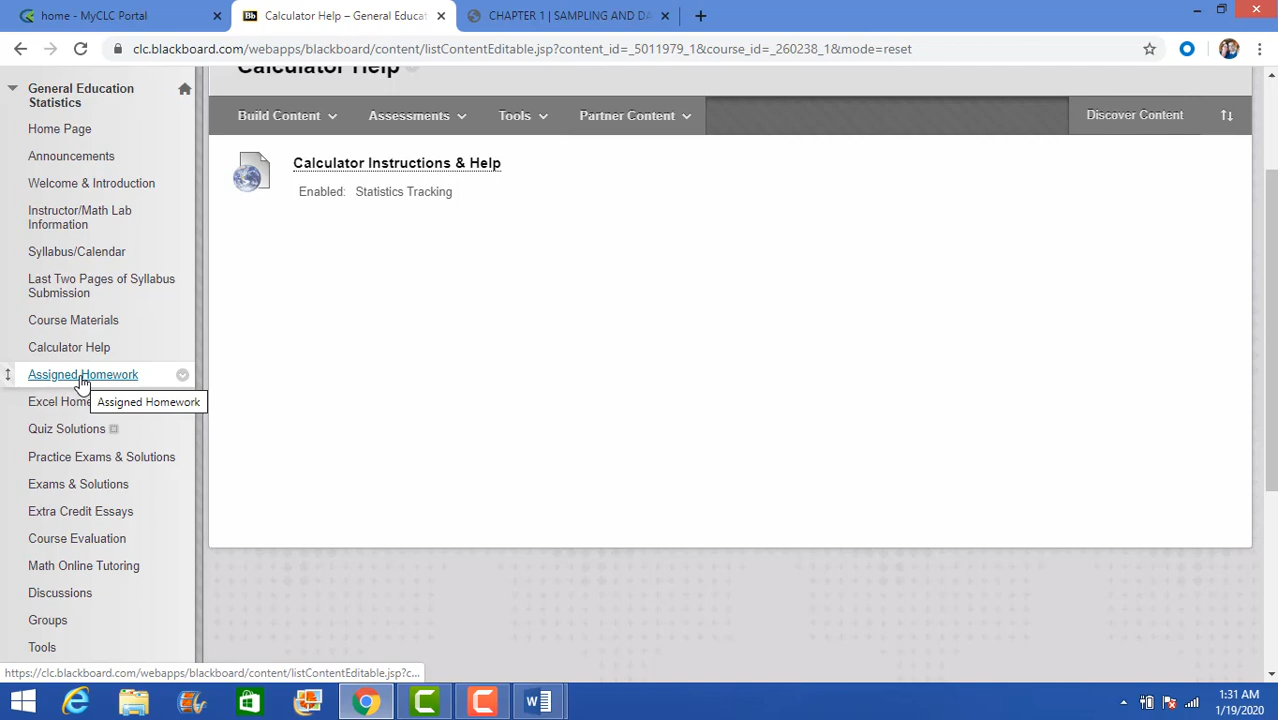 home - MyCLC Portal
Calculator Help – General Educat
CHAPTER 1 | SAMPLING AND DA
clc.blackboard.com/webapps/blackboard/content/listContentEditable.jsp?content_id=_5011979_1&course_id=_260238_1&mode=reset
General Education
Statistics
Home Page
Announcements
Welcome & Introduction
Instructor/Math Lab
Information
Syllabus/Calendar
Last Two Pages of Syllabus
Submission
Course Materials
Calculator Help
Assigned Homework
Assigned Homework
Excel Home
Quiz Solutions
Practice Exams & Solutions
Exams & Solutions
Extra Credit Essays
Course Evaluation
Math Online Tutoring
Discussions
Groups
Tools
Calculator Help
Build Content
Assessments
Tools
Partner Content
Discover Content
Calculator Instructions & Help
Enabled: Statistics Tracking
https://clc.blackboard.com/webapps/blackboard/content/listContentEditable.jsp?c...
1:31 AM
1/19/2020